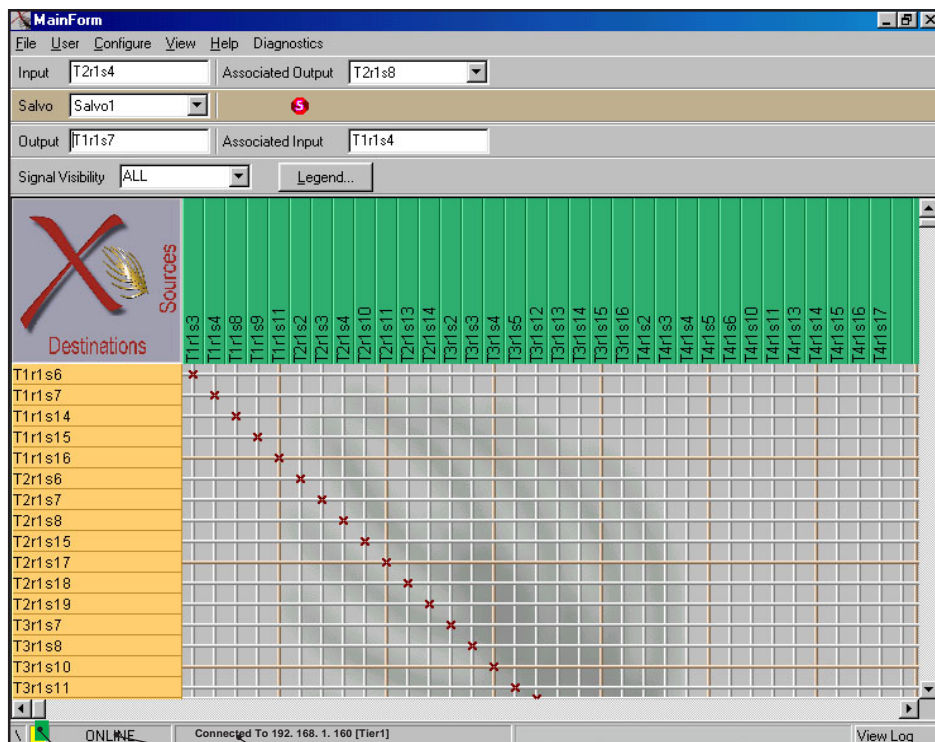 MainForm
File User Configure View Help Diagnostics
Input T2r1s4 Associated Output T2r1s8
Salvo Salvo1 S
Output T1r1s7 Associated Input T1r1s4
Signal Visibility ALL Legend...
Sources
Destinations
T1r1s3
T1r1s4
T1r1s8
T1r1s9
T1r1s11
T2r1s2
T2r1s3
T2r1s4
T2r1s10
T2r1s11
T2r1s13
T2r1s14
T3r1s2
T3r1s3
T3r1s4
T3r1s5
T3r1s12
T3r1s13
T3r1s14
T3r1s15
T3r1s16
T4r1s2
T4r1s3
T4r1s4
T4r1s5
T4r1s6
T4r1s10
T4r1s11
T4r1s13
T4r1s14
T4r1s15
T4r1s16
T4r1s17
T1r1s6
T1r1s7
T1r1s14
T1r1s15
T1r1s16
T2r1s6
T2r1s7
T2r1s8
T2r1s15
T2r1s17
T2r1s18
T2r1s19
T3r1s7
T3r1s8
T3r1s10
T3r1s11
\ ONLINE Connected To 192. 168. 1. 160 [Tier1] View Log